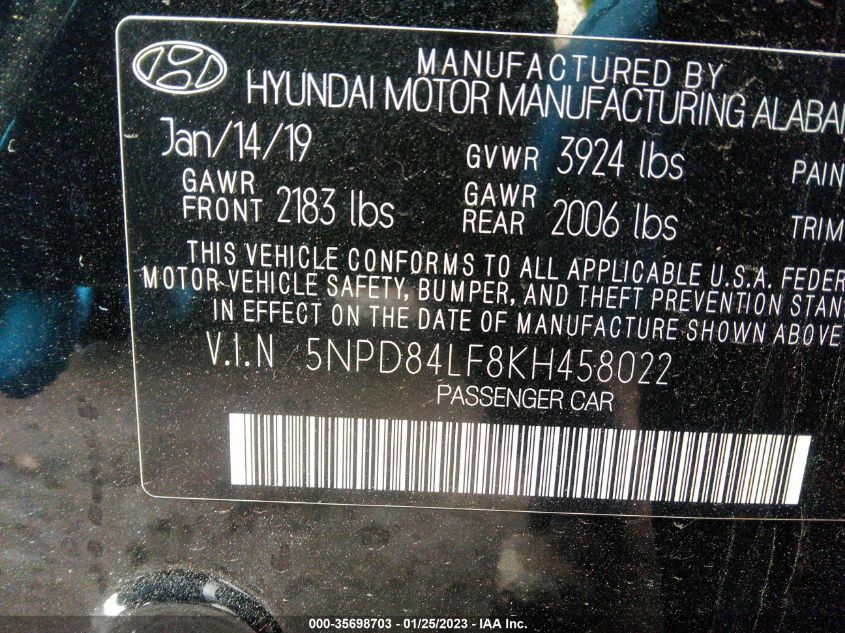 MANUFACTURED BY
HYUNDAI MOTOR MANUFACTURING ALABA
Jan/14/19 GVWR 3924 lbs PAIN
GAWR FRONT 2183 lbs GAWR REAR 2006 lbs TRIM
THIS VEHICLE CONFORMS TO ALL APPLICABLE U.S.A. FEDER
MOTOR VEHICLE SAFETY, BUMPER, AND THEFT PREVENTION STAN
IN EFFECT ON THE DATE OF MANUFACTURE SHOWN ABOVE
V.I.N 5NPD84LF8KH458022
PASSENGER CAR
000-35698703 - 01/25/2023 - IAA Inc.